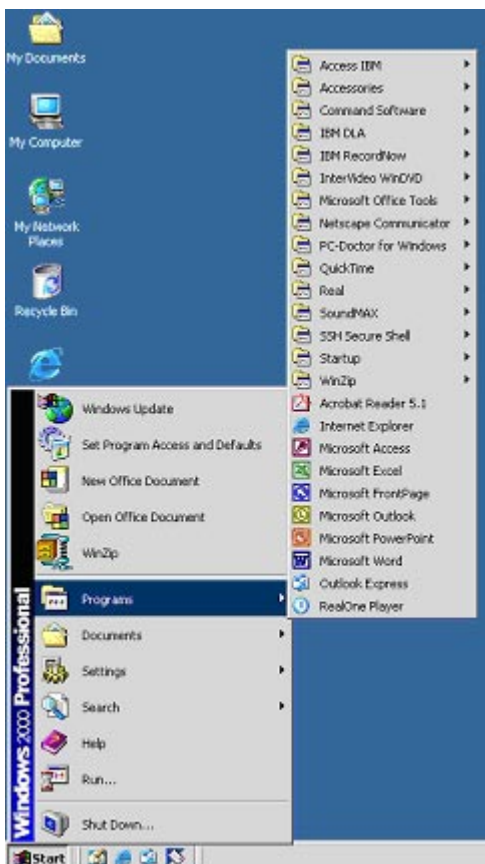 My Documents
My Computer
My Network
Places
Recycle Bin
Access IBM
Accessories
Command Software
IBM DLA
IBM RecordNow
InterVideo WinDVD
Microsoft Office Tools
Netscape Communicator
PC-Doctor for Windows
QuickTime
Real
SoundMAX
SSH Secure Shell
Startup
WinZip
Acrobat Reader 5.1
Internet Explorer
Microsoft Access
Microsoft Excel
Microsoft FrontPage
Microsoft Outlook
Microsoft PowerPoint
Microsoft Word
Outlook Express
RealOne Player
Windows Update
Set Program Access and Defaults
New Office Document
Open Office Document
WinZip
Programs
Documents
Settings
Search
Help
Run...
Shut Down...
Windows 2000 Professional
Start